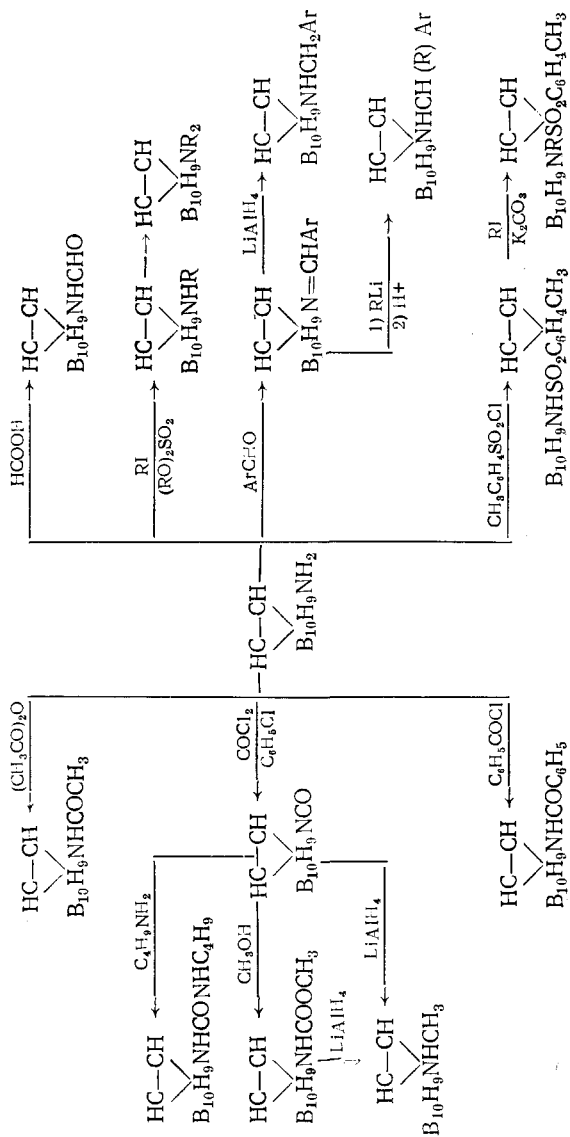 HCOOH
HC—CH
B₁₀H₉NHCHO
RI
(RO)₂SO₂
HC—CH
B₁₀H₉NHR
HC—CH
B₁₀H₉NR₂
ArCHO
HC—CH
B₁₀H₉N=CHAr
LiAlH₄
HC—CH
B₁₀H₉NHCH₂Ar
1) RLi
2) H+
HC—CH
B₁₀H₉NHCH (R) Ar
CH₃C₆H₄SO₂Cl
HC—CH
B₁₀H₉NHSO₂C₆H₄CH₃
RI
K₂CO₃
HC—CH
B₁₀H₉NRSO₂C₆H₄CH₃
HC—CH
B₁₀H₉NH₂
(CH₃CO)₂O
HC—CH
B₁₀H₉NHCOCH₃
COCl₂
C₆H₅Cl
HC—CH
B₁₀H₉NCO
C₄H₉NH₂
HC—CH
B₁₀H₉NHCONHC₄H₉
CH₃OH
HC—CH
B₁₀H₉NHCOOCH₃
LiAlH₄
LiAlH₄
HC—CH
B₁₀H₉NHCH₃
C₆H₅COCl
HC—CH
B₁₀H₉NHCOC₆H₅